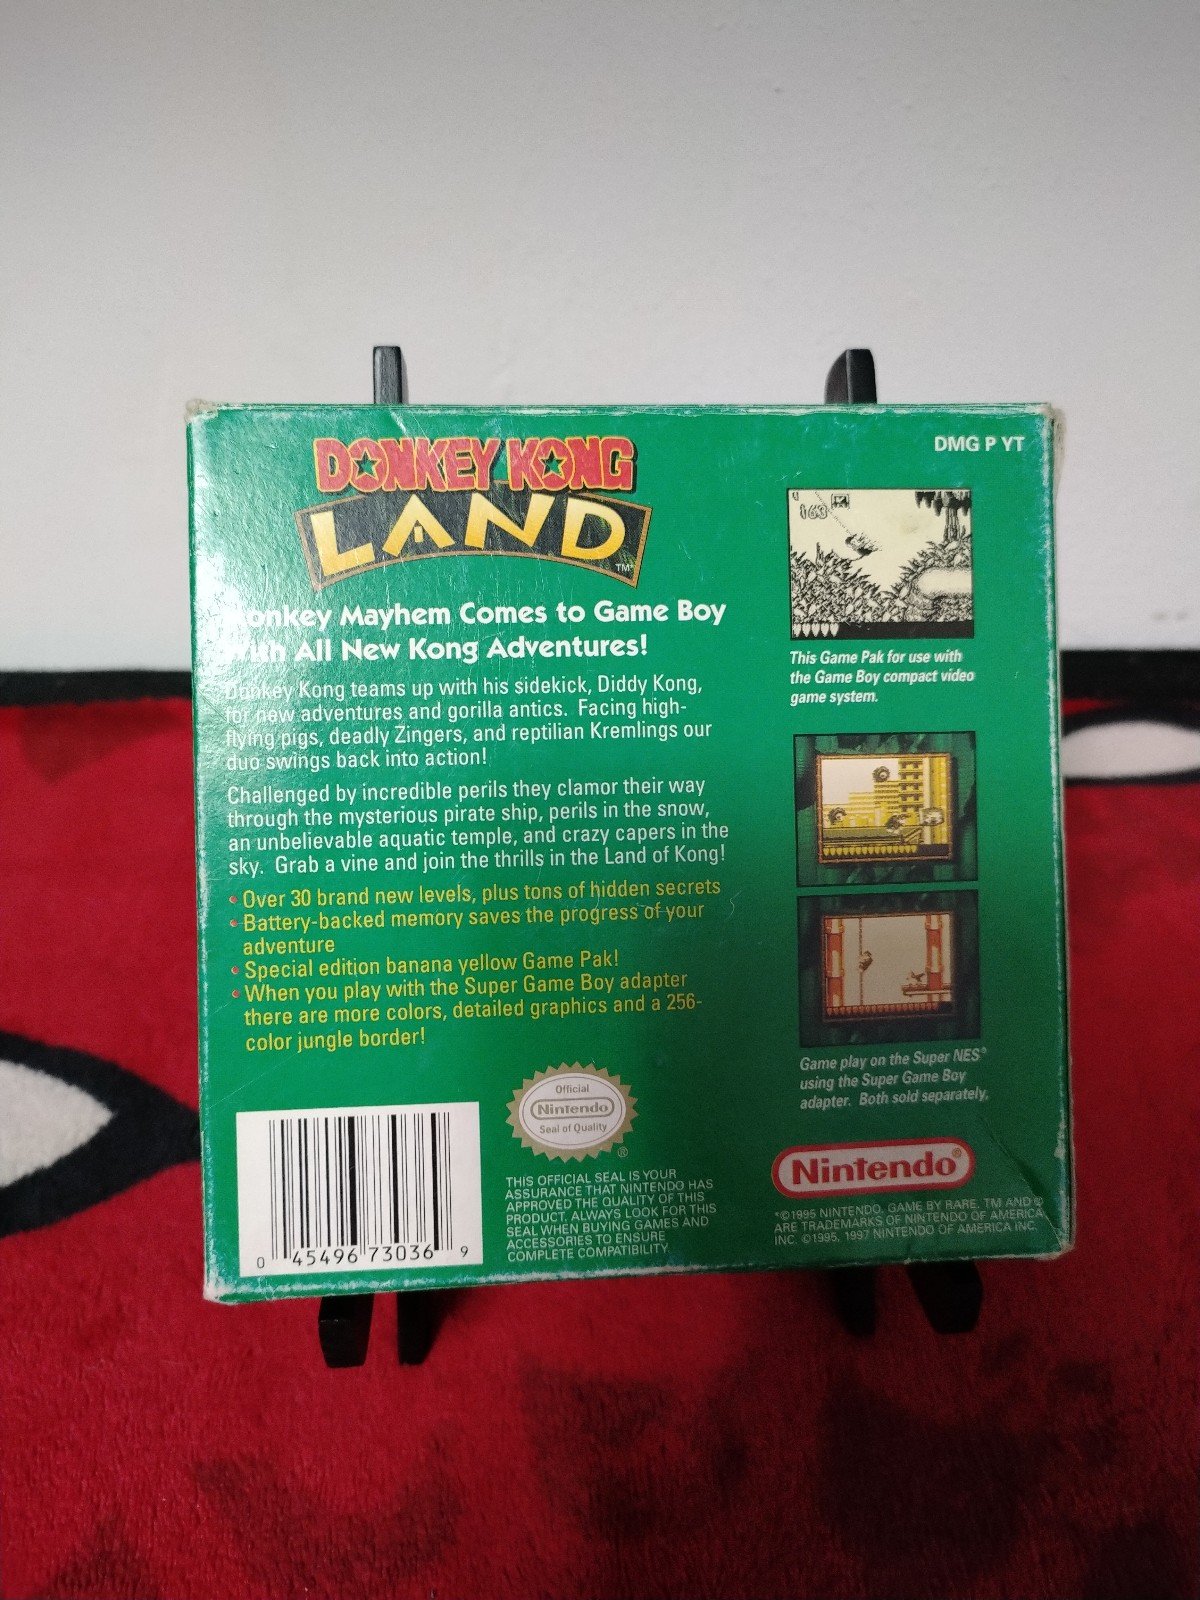 DONKEY KONG
LAND
TM
DMG P YT
Donkey Mayhem Comes to Game Boy
With All New Kong Adventures!
Donkey Kong teams up with his sidekick, Diddy Kong,
for new adventures and gorilla antics. Facing high-
flying pigs, deadly Zingers, and reptilian Kremlings our
duo swings back into action!
Challenged by incredible perils they clamor their way
through the mysterious pirate ship, perils in the snow,
an unbelievable aquatic temple, and crazy capers in the
sky. Grab a vine and join the thrills in the Land of Kong!
• Over 30 brand new levels, plus tons of hidden secrets
• Battery-backed memory saves the progress of your
adventure
• Special edition banana yellow Game Pak!
• When you play with the Super Game Boy adapter
there are more colors, detailed graphics and a 256-
color jungle border!
163
This Game Pak for use with
the Game Boy compact video
game system.
Game play on the Super NES®
using the Super Game Boy
adapter. Both sold separately.
0 45496 73036 9
Official
Nintendo
Seal of Quality
®
THIS OFFICIAL SEAL IS YOUR
ASSURANCE THAT NINTENDO HAS
APPROVED THE QUALITY OF THIS
PRODUCT. ALWAYS LOOK FOR THIS
SEAL WHEN BUYING GAMES AND
ACCESSORIES TO ENSURE
COMPLETE COMPATIBILITY.
Nintendo®
*©1995 NINTENDO, GAME BY RARE. TM AND ®
ARE TRADEMARKS OF NINTENDO OF AMERICA
INC. ©1995, 1997 NINTENDO OF AMERICA INC.